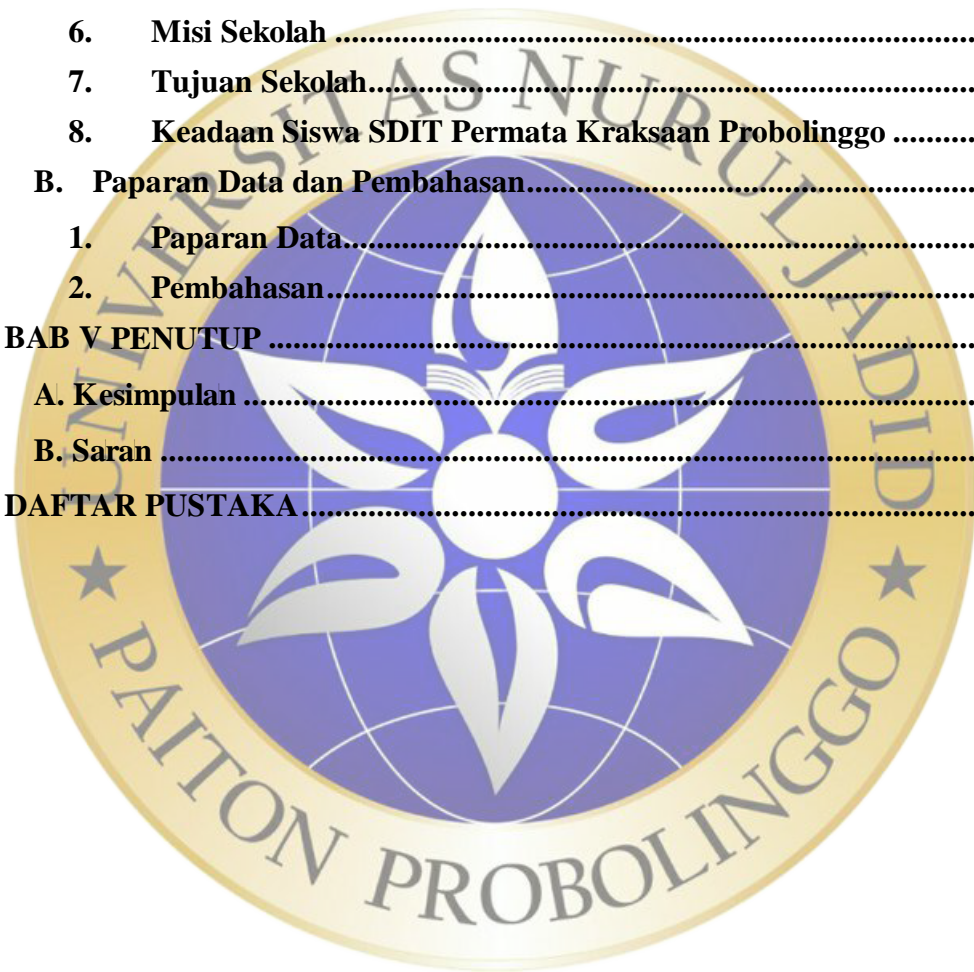 6. Misi Sekolah ........................................................................
7. Tujuan Sekolah........................................................................
8. Keadaan Siswa SDIT Permata Kraksaan Probolinggo ............
B. Paparan Data dan Pembahasan................................................
1. Paparan Data........................................................................
2. Pembahasan........................................................................
BAB V PENUTUP ........................................................................
A. Kesimpulan ........................................................................
B. Saran ........................................................................
DAFTAR PUSTAKA........................................................................
UNIVERSITAS NURUL JADID
PAITON PROBOLINGGO